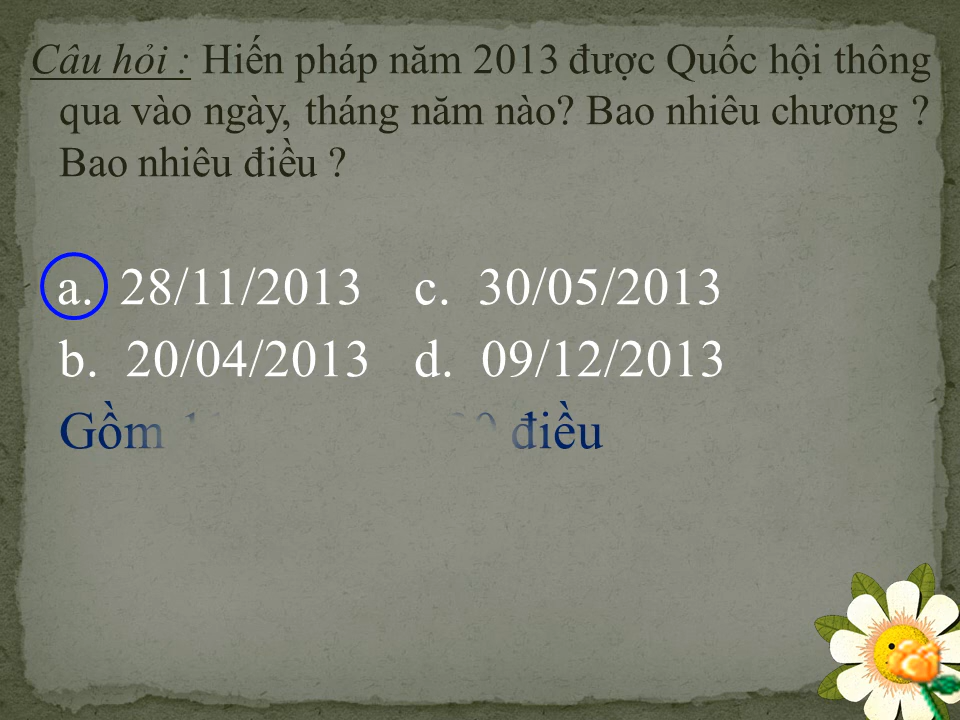 Câu hỏi : Hiến pháp năm 2013 được Quốc hội thông
qua vào ngày, tháng năm nào? Bao nhiêu chương ?
Bao nhiêu điều ?
a. 28/11/2013 c. 30/05/2013
b. 20/04/2013 d. 09/12/2013
Gồm điều